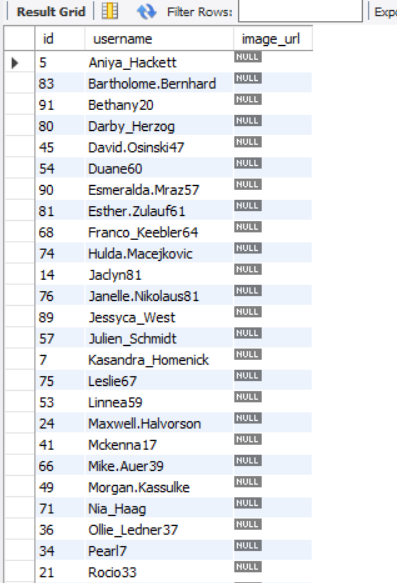 Result Grid Filter Rows: Expo
id username image_url
5 Aniya_Hackett NULL
83 Bartholome.Bernhard NULL
91 Bethany20 NULL
80 Darby_Herzog NULL
45 David.Osinski47 NULL
54 Duane60 NULL
90 Esmeralda.Mraz57 NULL
81 Esther.Zulauf61 NULL
68 Franco_Keebler64 NULL
74 Hulda.Macejkovic NULL
14 Jaclyn81 NULL
76 Janelle.Nikolaus81 NULL
89 Jessyca_West NULL
57 Julien_Schmidt NULL
7 Kasandra_Homenick NULL
75 Leslie67 NULL
53 Linnea59 NULL
24 Maxwell.Halvorson NULL
41 Mckenna17 NULL
66 Mike.Auer39 NULL
49 Morgan.Kassulke NULL
71 Nia_Haag NULL
36 Ollie_Ledner37 NULL
34 Pearl7 NULL
21 Rocio33 NULL